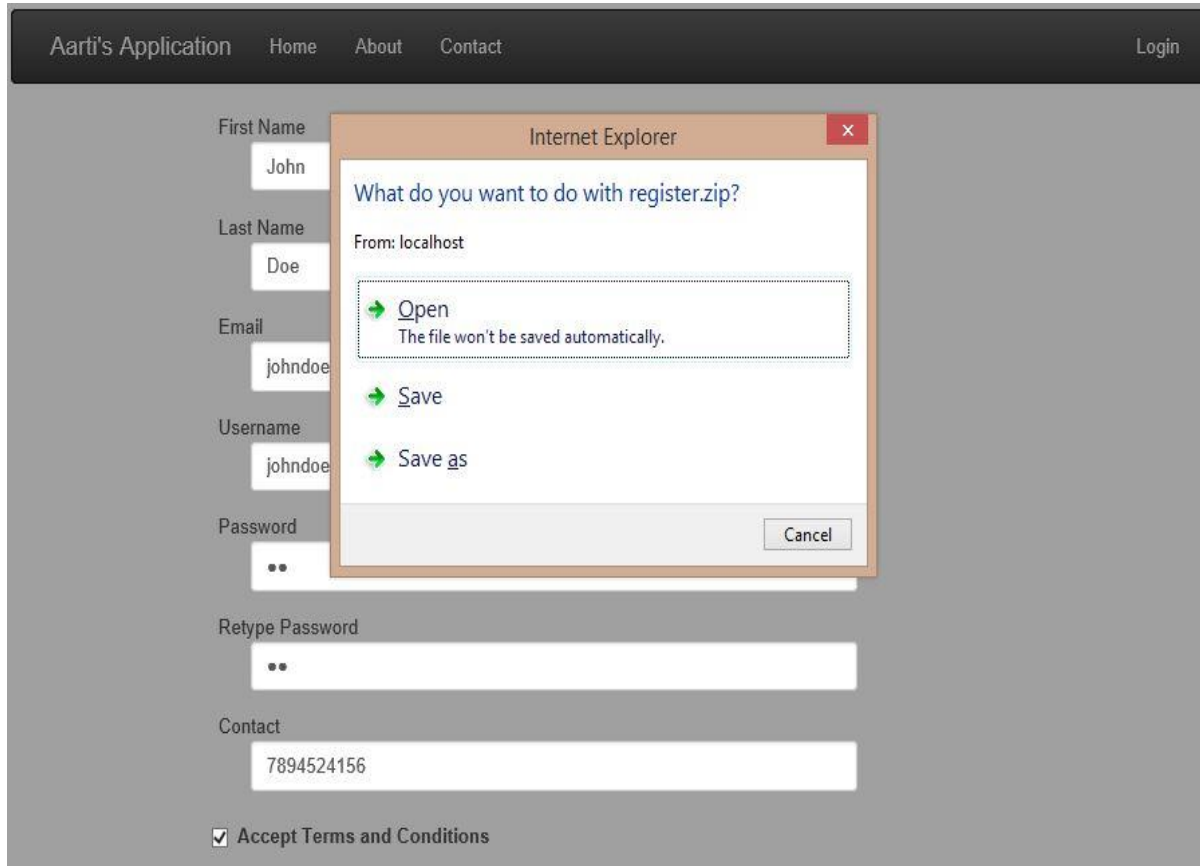 Aarti's Application Home About Contact Login
First Name
John
Last Name
Doe
Email
johndoe
Username
johndoe
Password
••
Retype Password
••
Contact
7894524156
Accept Terms and Conditions
Internet Explorer
x
What do you want to do with register.zip?
From: localhost
Open
The file won't be saved automatically.
Save
Save as
Cancel